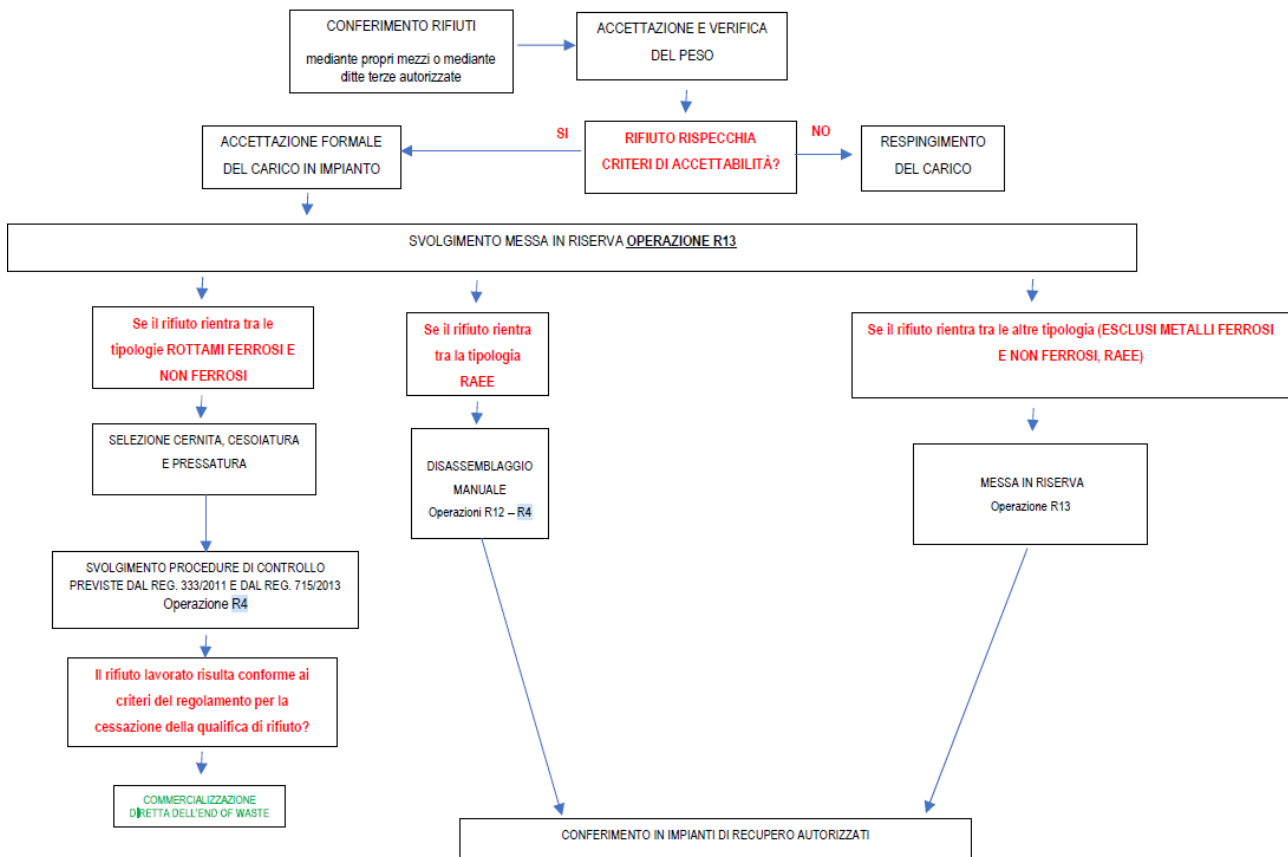 CONFERIMENTO RIFIUTI
mediante propri mezzi o mediante
ditte terze autorizzate
ACCETTAZIONE E VERIFICA
DEL PESO
ACCETTAZIONE FORMALE
DEL CARICO IN IMPIANTO
SI
RIFIUTO RISPECCHIA
CRITERI DI ACCETTABILITÀ?
NO
RESPINGIMENTO
DEL CARICO
SVOLGIMENTO MESSA IN RISERVA OPERAZIONE R13
Se il rifiuto rientra tra le
tipologie ROTTAMI FERROSI E
NON FERROSI
Se il rifiuto rientra
tra la tipologia
RAEE
Se il rifiuto rientra tra le altre tipologia (ESCLUSI METALLI FERROSI
E NON FERROSI, RAEE)
SELEZIONE CERNITA, CESOIATURA
E PRESSATURA
DISASSEMBLAGGIO
MANUALE
Operazioni R12 – R4
MESSA IN RISERVA
Operazione R13
SVOLGIMENTO PROCEDURE DI CONTROLLO
PREVISTE DAL REG. 333/2011 E DAL REG. 715/2013
Operazione R4
Il rifiuto lavorato risulta conforme ai
criteri del regolamento per la
cessazione della qualifica di rifiuto?
COMMERCIALIZZAZIONE
DIRETTA DELL'END OF WASTE
CONFERIMENTO IN IMPIANTI DI RECUPERO AUTORIZZATI